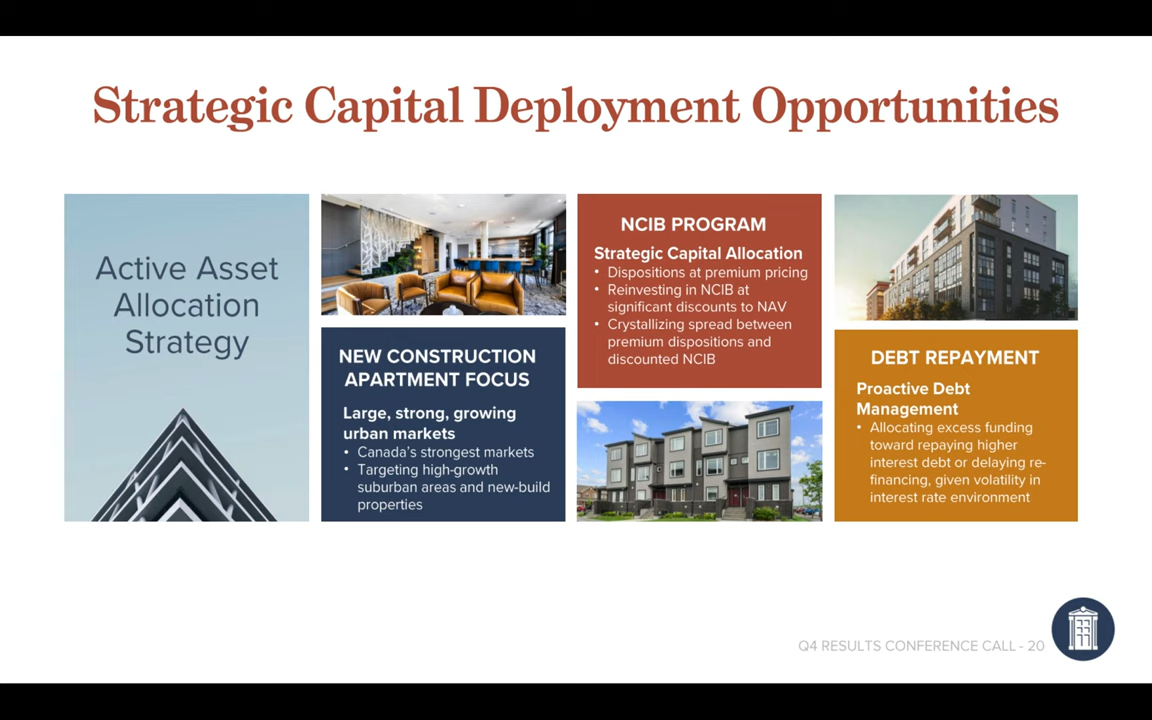 Strategic Capital Deployment Opportunities
Active Asset
Allocation
Strategy
NEW CONSTRUCTION
APARTMENT FOCUS
Large, strong, growing
urban markets
• Canada's strongest markets
• Targeting high-growth
suburban areas and new-build
properties
NCIB PROGRAM
Strategic Capital Allocation
• Dispositions at premium pricing
• Reinvesting in NCIB at
significant discounts to NAV
• Crystallizing spread between
premium dispositions and
discounted NCIB
DEBT REPAYMENT
Proactive Debt
Management
• Allocating excess funding
toward repaying higher
interest debt or delaying re-
financing, given volatility in
interest rate environment
Q4 RESULTS CONFERENCE CALL - 20